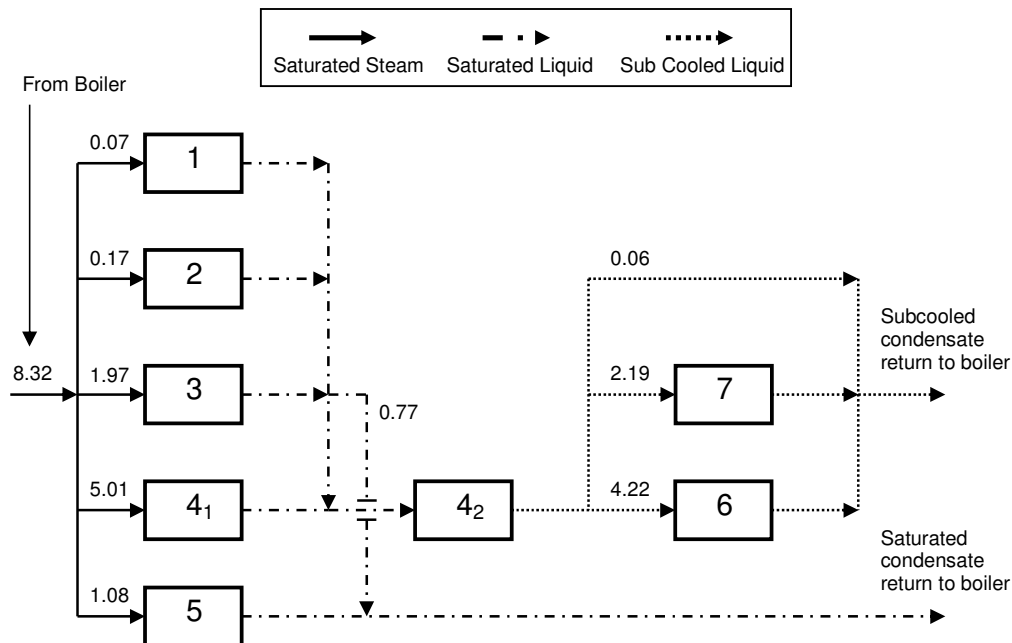 Saturated Steam Saturated Liquid Sub Cooled Liquid
From Boiler
0.07
1
0.17
2
0.06
8.32
1.97
3
0.77
2.19
7
Subcooled
condensate
return to boiler
5.01
4₁
4₂
4.22
6
1.08
5
Saturated
condensate
return to boiler